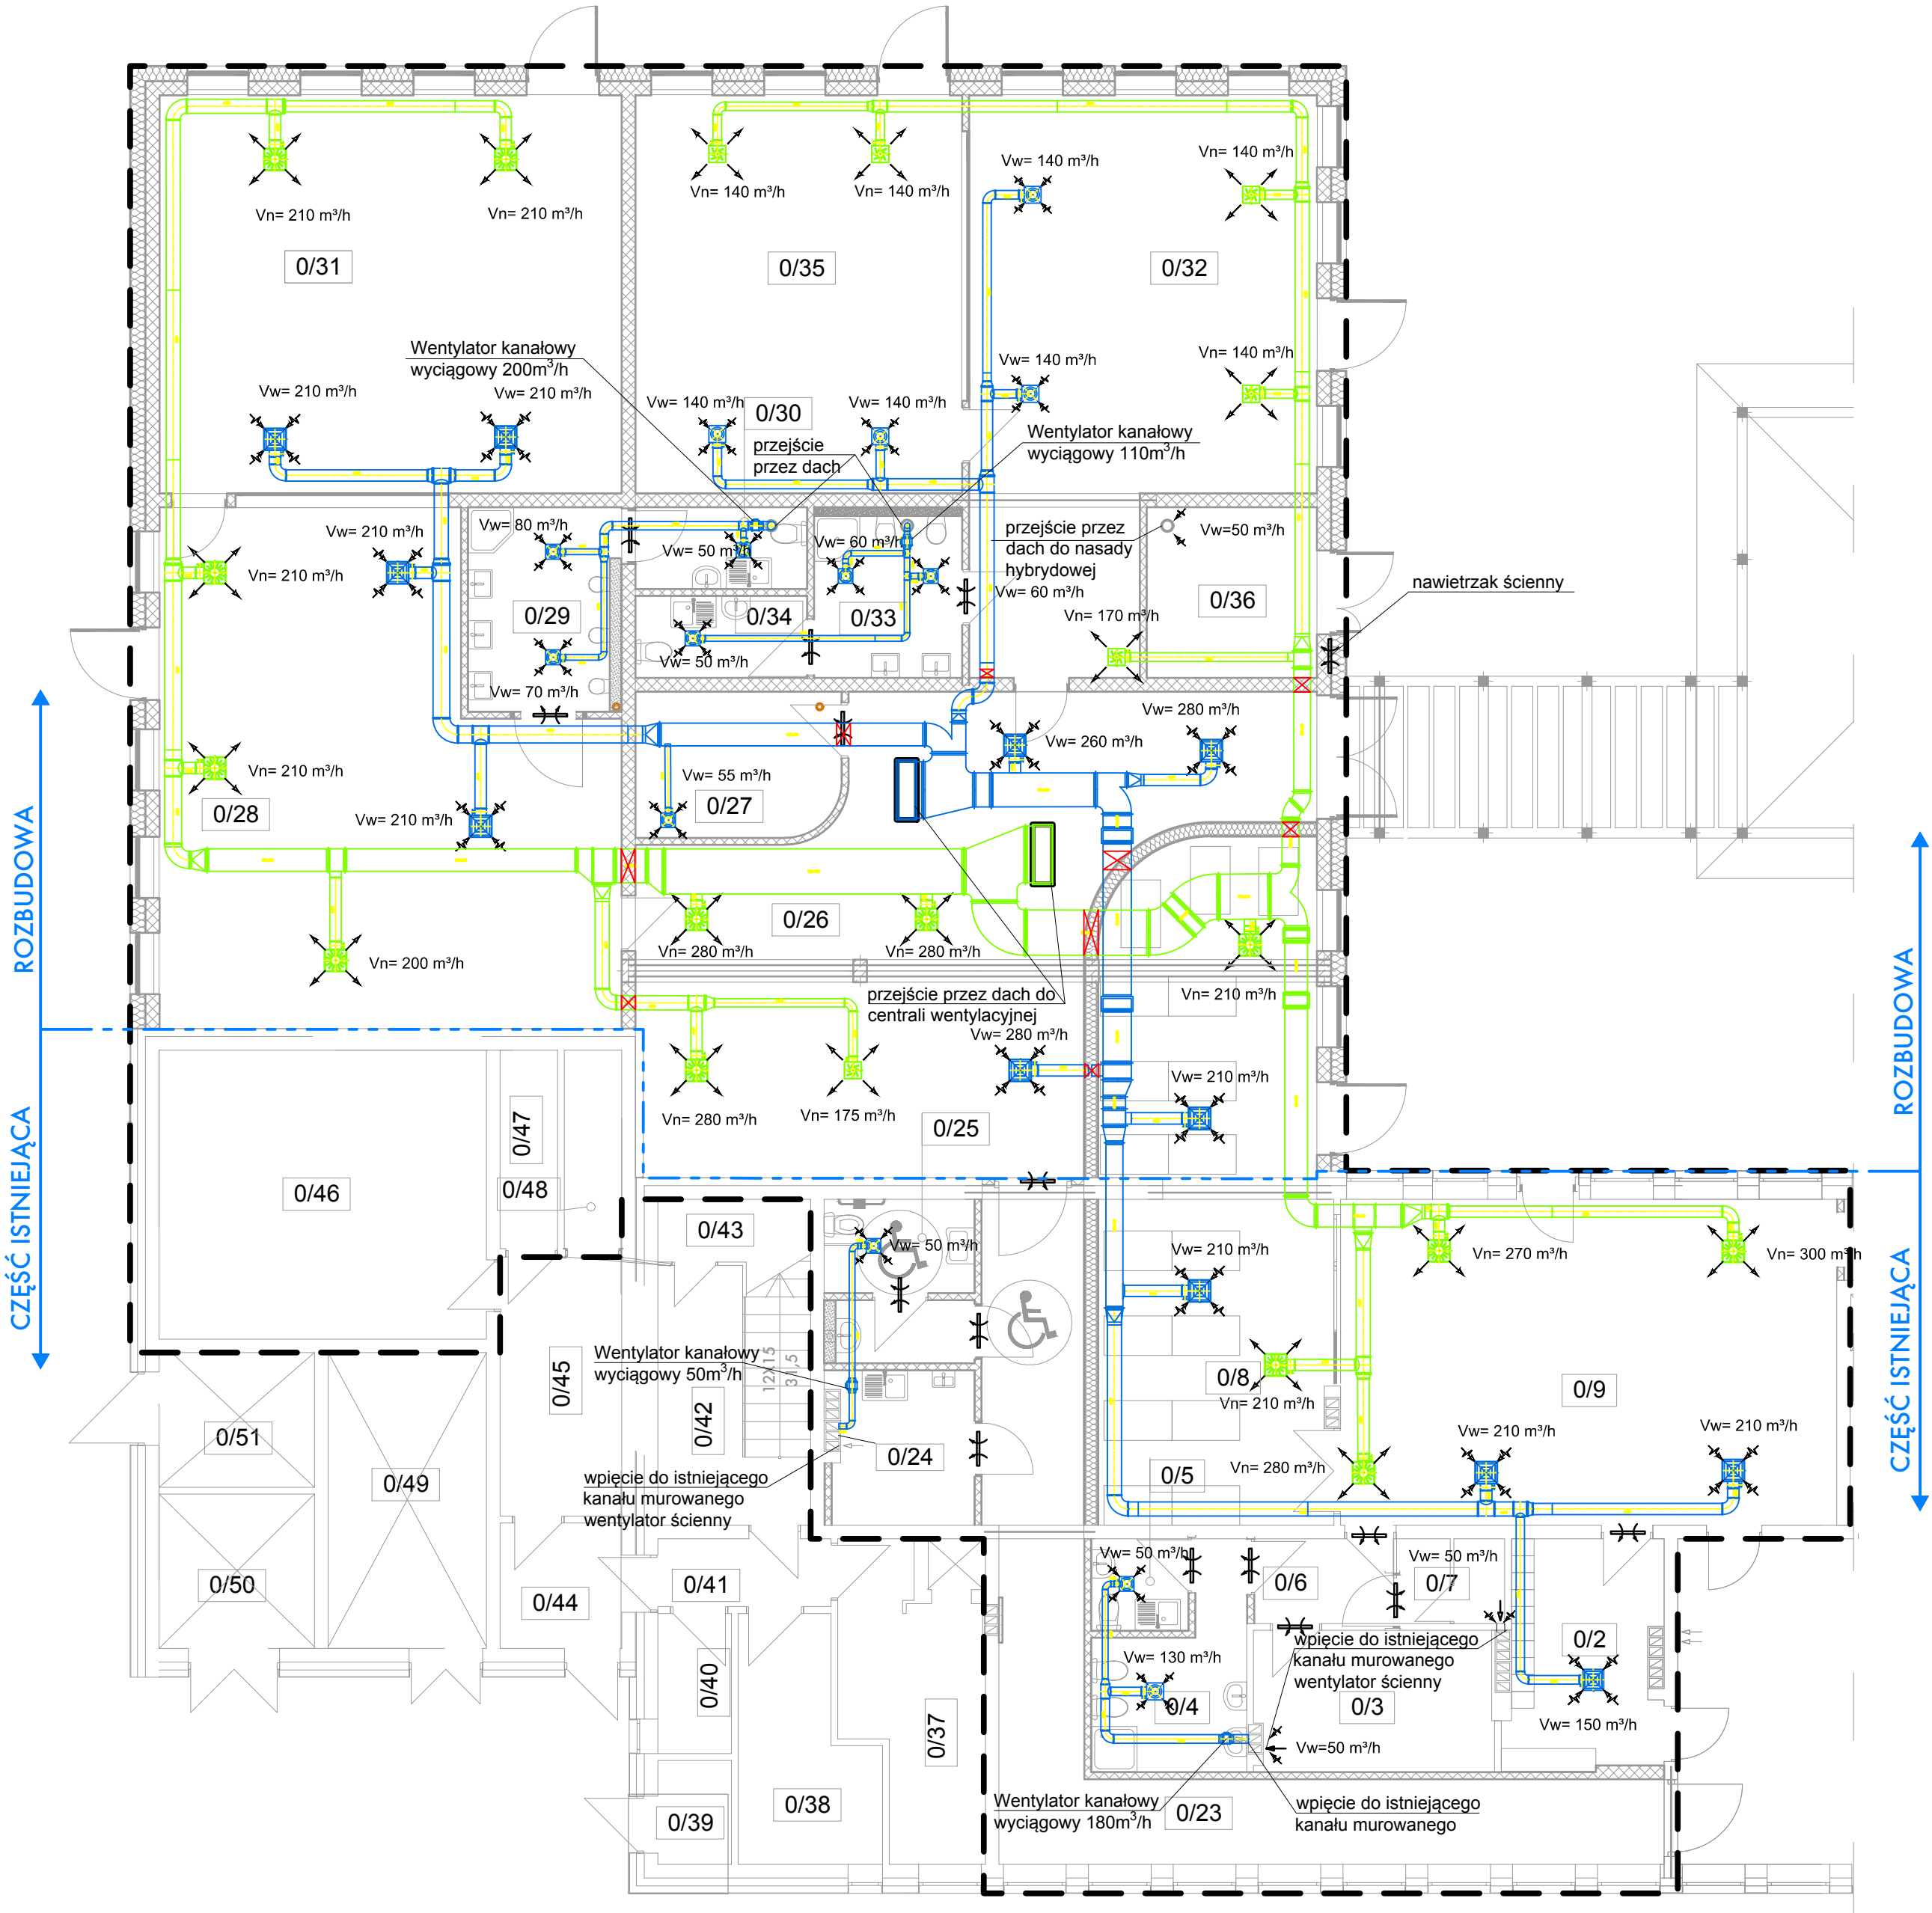 Vw= 140 m³/h
Vn= 140 m³/h
Vn= 140 m³/h
Vn= 140 m³/h
Vn= 210 m³/h
Vn= 210 m³/h
0/31
0/35
0/32
Wentylator kanałowy
wyciągowy 200m³/h
Vw= 140 m³/h
Vn= 140 m³/h
Vw= 210 m³/h
Vw= 210 m³/h
Vw= 140 m³/h
0/30
Vw= 140 m³/h
przejście
przez dach
Wentylator kanałowy
wyciągowy 110m³/h
Vw= 210 m³/h
Vw= 80 m³/h
Vw= 50 m³/h
Vw= 60 m³/h
przejście przez
dach do nasady
hybrydowej
Vw=50 m³/h
Vn= 210 m³/h
Vw= 60 m³/h
nawietrzak ścienny
0/29
0/34
0/33
0/36
Vn= 170 m³/h
Vw= 50 m³/h
Vw= 70 m³/h
Vw= 280 m³/h
Vw= 260 m³/h
Vn= 210 m³/h
Vw= 55 m³/h
0/28
0/27
Vw= 210 m³/h
ROZBUDOWA
ROZBUDOWA
0/26
Vn= 200 m³/h
Vn= 280 m³/h
Vn= 280 m³/h
przejście przez dach do
centrali wentylacyjnej
Vn= 210 m³/h
Vw= 280 m³/h
Vw= 210 m³/h
Vn= 280 m³/h
Vn= 175 m³/h
0/25
CZĘŚĆ ISTNIEJĄCA
CZĘŚĆ ISTNIEJĄCA
0/47
0/46
0/48
0/43
Vw= 50 m³/h
Vw= 210 m³/h
Vn= 270 m³/h
Vn= 300 m³/h
Wentylator kanałowy
wyciągowy 50m³/h
12X15
31,5
0/45
0/42
0/8
0/9
Vn= 210 m³/h
Vw= 210 m³/h
Vw= 210 m³/h
0/51
0/49
0/24
0/5
Vn= 280 m³/h
wpięcie do istniejącego
kanału murowanego
wentylator ścienny
Vw= 50 m³/h
Vw= 50 m³/h
0/50
0/44
0/41
0/6
0/7
0/2
wpięcie do istniejącego
kanału murowanego
wentylator ścienny
Vw= 130 m³/h
0/40
0/37
0/4
0/3
Vw= 150 m³/h
Vw=50 m³/h
0/39
0/38
Wentylator kanałowy
wyciągowy 180m³/h
0/23
wpięcie do istniejącego
kanału murowanego